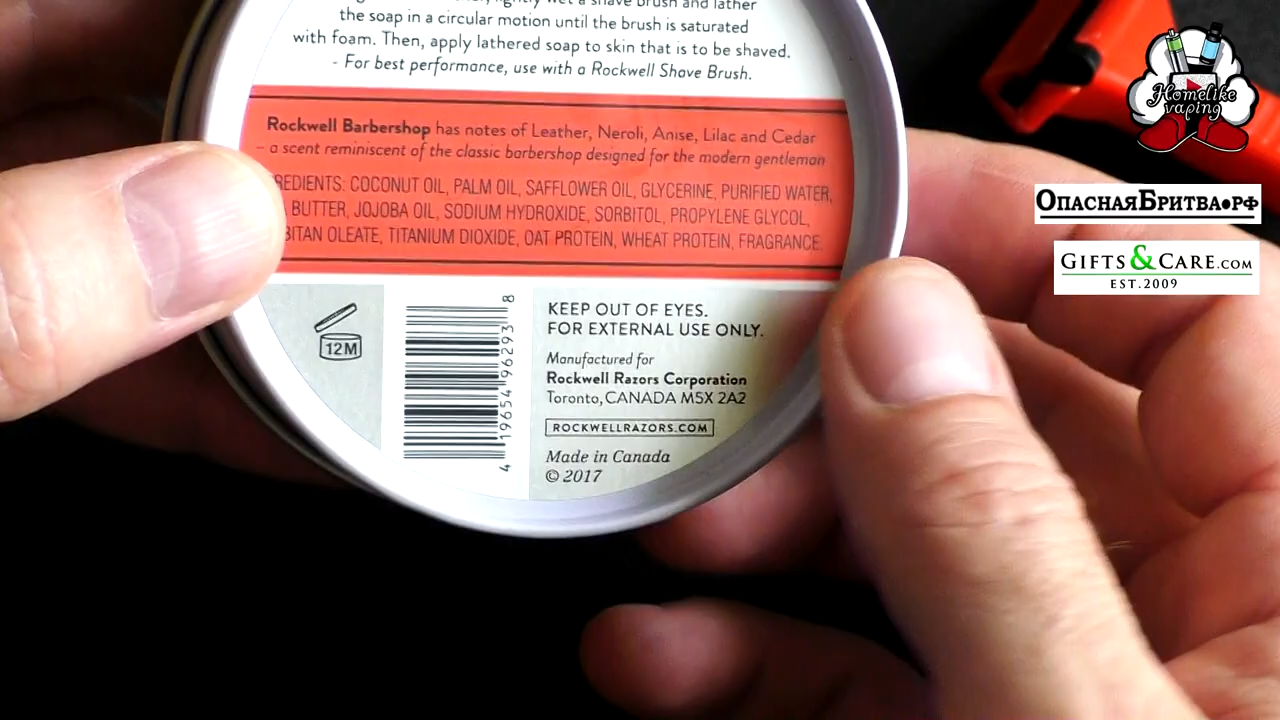 lightly wet a shave brush and lather
the soap in a circular motion until the brush is saturated
with foam. Then, apply lathered soap to skin that is to be shaved.
- For best performance, use with a Rockwell Shave Brush.
Rockwell Barbershop has notes of Leather, Neroli, Anise, Lilac and Cedar
– a scent reminiscent of the classic barbershop designed for the modern gentleman
REDIENTS: COCONUT OIL, PALM OIL, SAFFLOWER OIL, GLYCERINE, PURIFIED WATER,
BUTTER, JOJOBA OIL, SODIUM HYDROXIDE, SORBITOL, PROPYLENE GLYCOL,
BITAN OLEATE, TITANIUM DIOXIDE, OAT PROTEIN, WHEAT PROTEIN, FRAGRANCE.
12M
4 19654 96293 8
KEEP OUT OF EYES.
FOR EXTERNAL USE ONLY.
Manufactured for
Rockwell Razors Corporation
Toronto, CANADA M5X 2A2
ROCKWELLRAZORS.COM
Made in Canada
© 2017
Homelike
vaping
ОПАСНАЯБРИТВА•РФ
GIFTS&CARE.COM
EST.2009